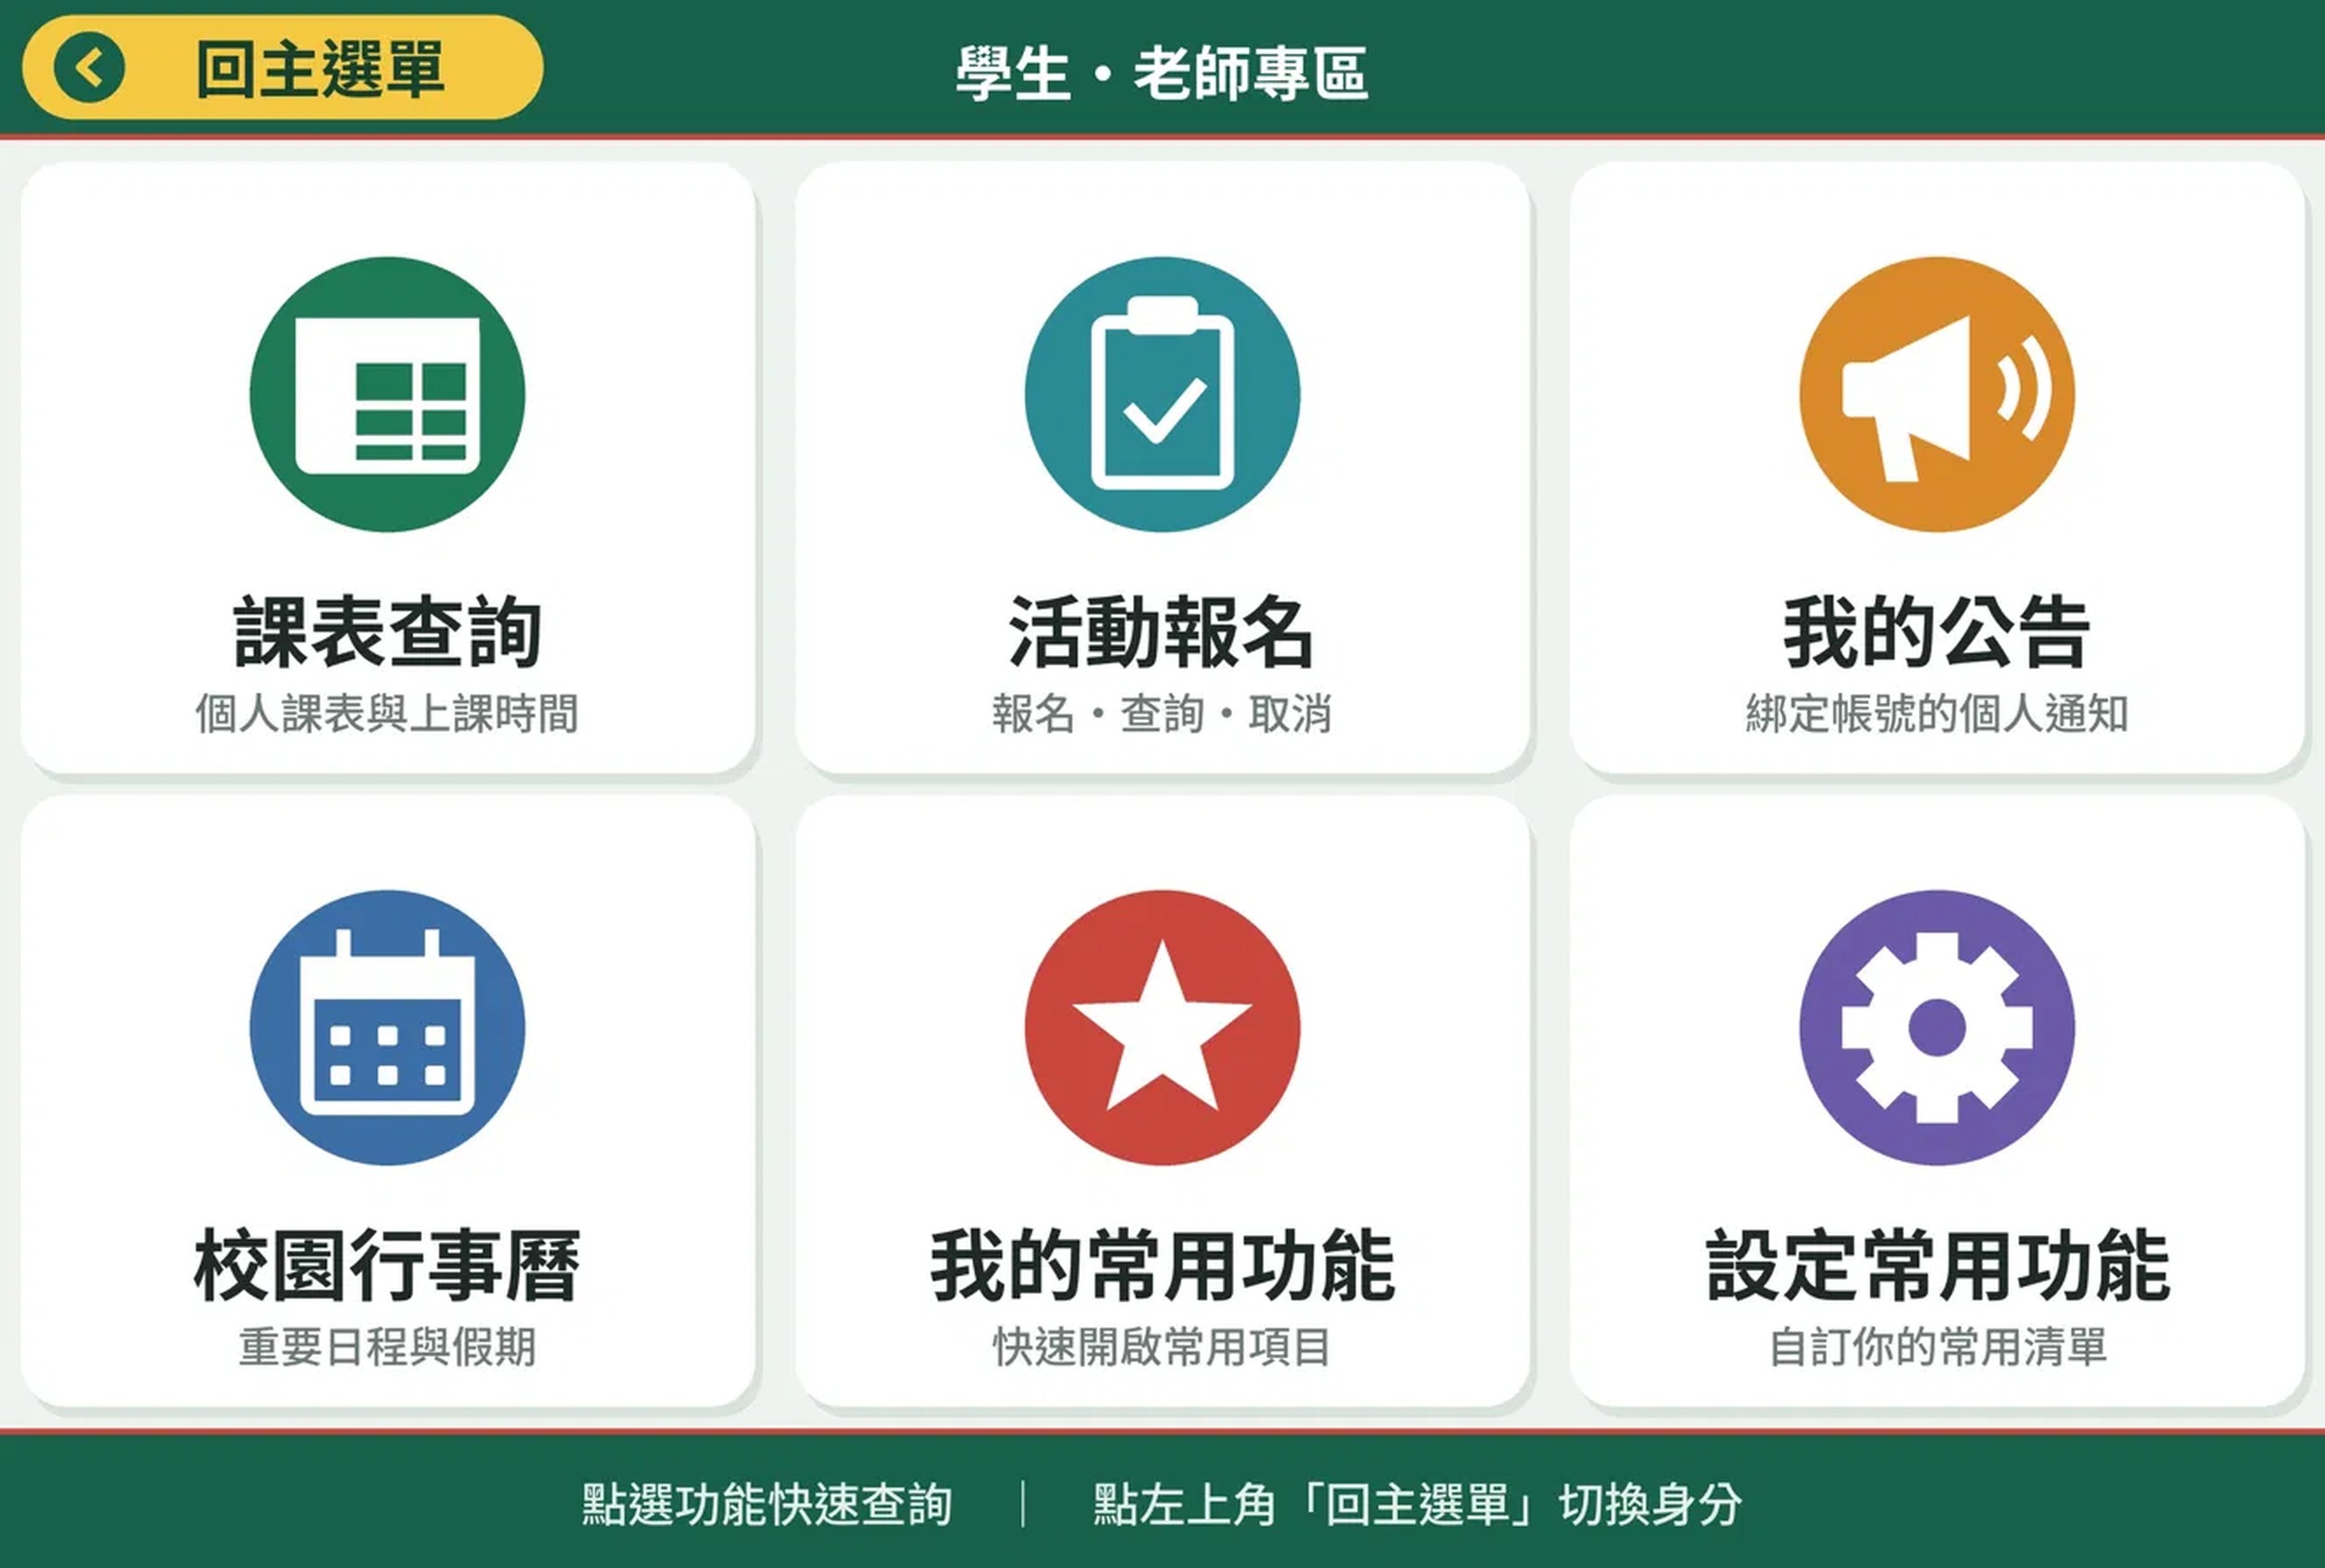 回主選單
學生・老師專區
課表查詢
個人課表與上課時間
活動報名
報名・查詢・取消
我的公告
綁定帳號的個人通知
校園行事曆
重要日程與假期
我的常用功能
快速開啟常用項目
設定常用功能
自訂你的常用清單
點選功能快速查詢 ｜ 點左上角「回主選單」切換身分